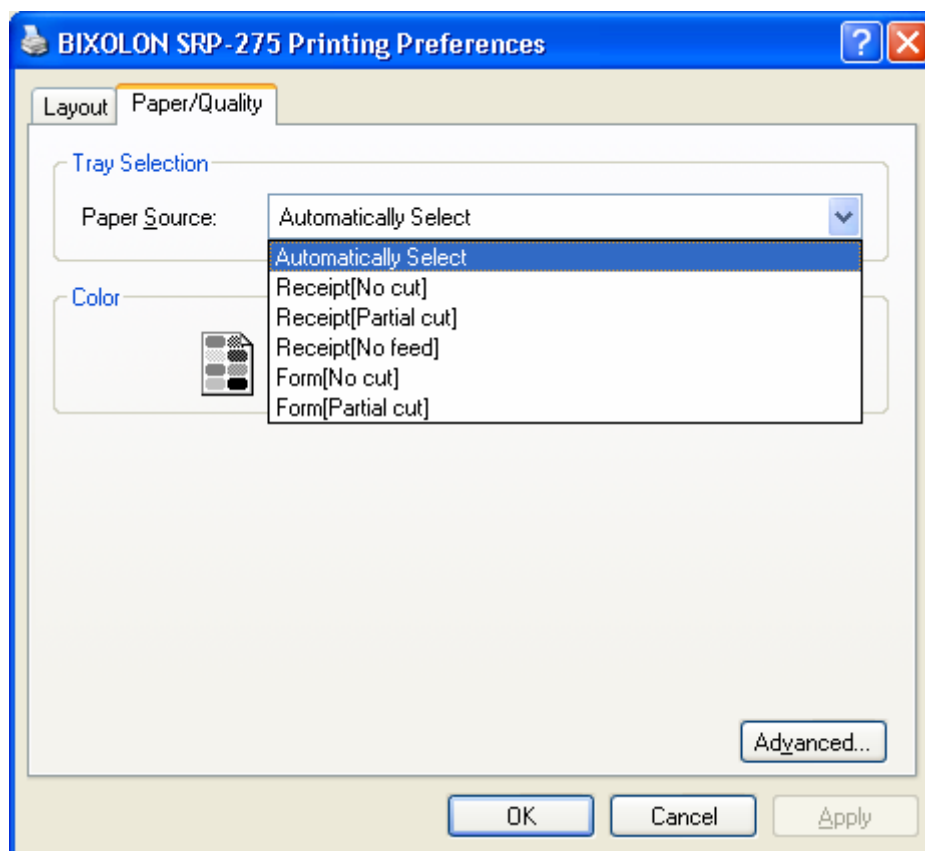 BIXOLON SRP-275 Printing Preferences
Layout
Paper/Quality
Tray Selection
Paper Source:
Automatically Select
Automatically Select
Receipt[No cut]
Receipt[Partial cut]
Receipt[No feed]
Form[No cut]
Form[Partial cut]
Color
Advanced...
OK
Cancel
Apply